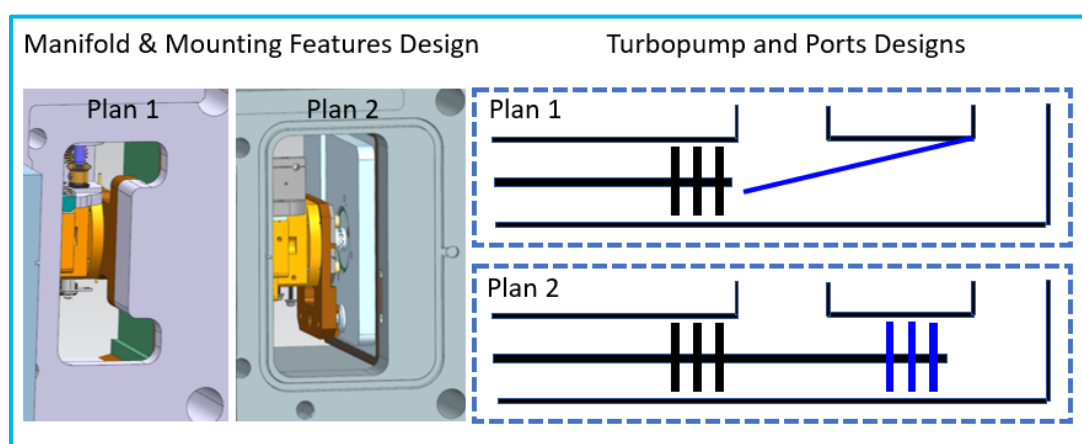 Manifold & Mounting Features Design
Turbopump and Ports Designs
Plan 1
Plan 2
Plan 1
Plan 2